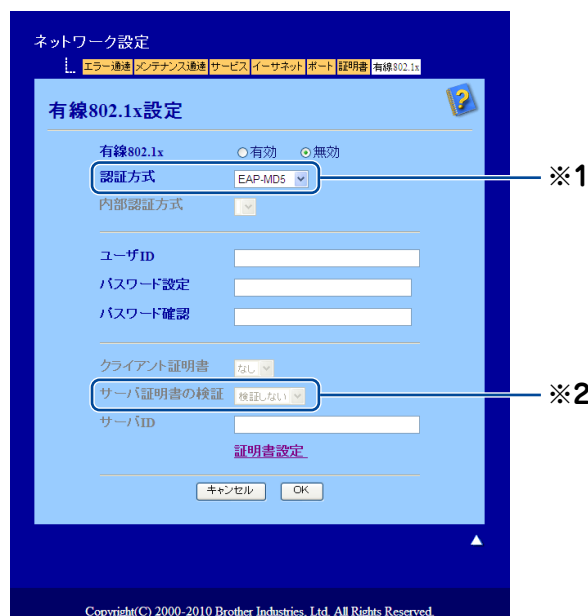 ネットワーク設定
エラー通達 メンテナンス通達 サービス イーサネット ポート 証明書 有線802.1x
有線802.1x設定
有線802.1x 有効 無効
認証方式 EAP-MD5 ※1
内部認証方式
ユーザID
パスワード設定
パスワード確認
クライアント証明書 なし
サーバ証明書の検証 検証しない ※2
サーバID
証明書設定
キャンセル OK
Copyright(C) 2000-2010 Brother Industries, Ltd. All Rights Reserved.